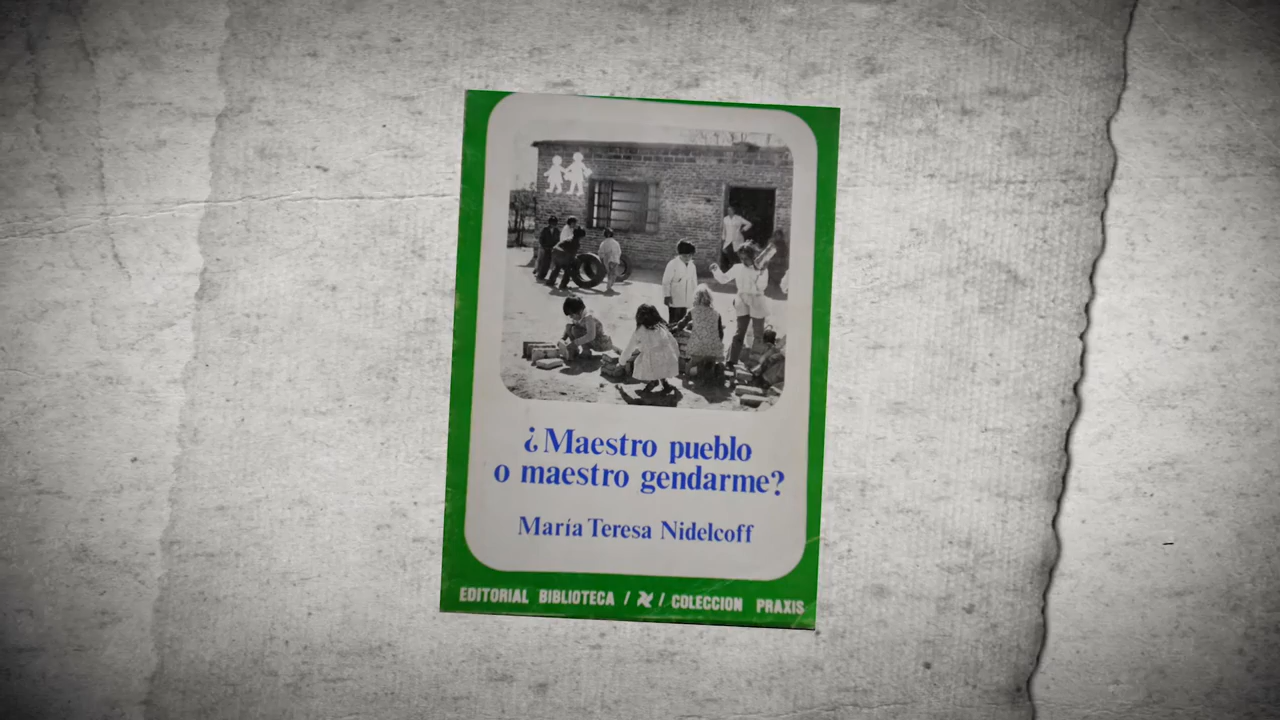 ¿Maestro pueblo
o maestro gendarme?
María Teresa Nidelcoff
EDITORIAL BIBLIOTECA / / COLECCION PRAXIS